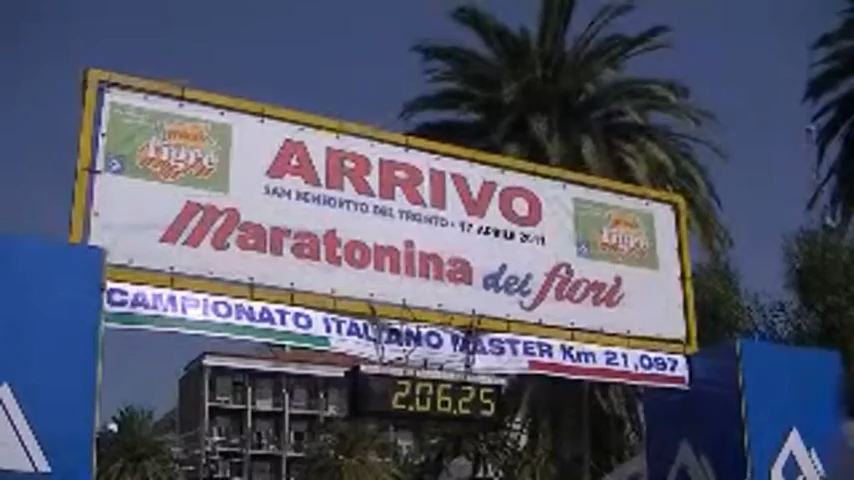 ARRIVO
SAN BENEDETTO DEL TRONTO - 17 APRILE 2011
Maratonina dei fiori
CAMPIONATO ITALIANO MASTER Km 21,097
2.06.25